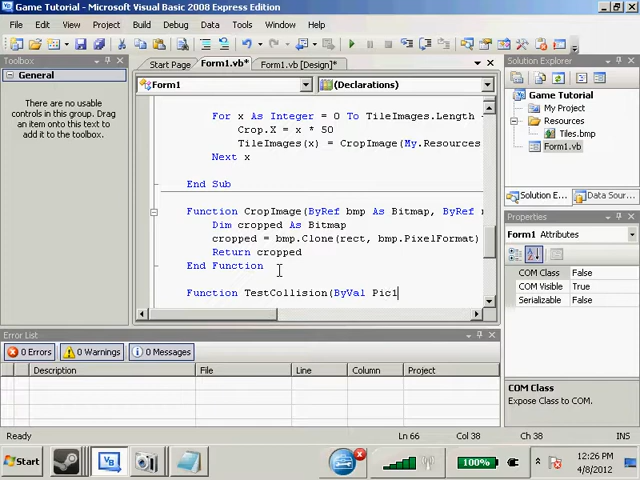 Game Tutorial - Microsoft Visual Basic 2008 Express Edition
File Edit View Project Build Debug Data Tools Window Help
General
There are no usable
controls in this group. Drag
an item onto this text to
add it to the toolbox.
Start Page Form1.vb* Form1.vb [Design]*
Form1 (Declarations)
For x As Integer = 0 To TileImages.Length
Crop.X = x * 50
TileImages(x) = CropImage(My.Resources
Next x
End Sub
Function CropImage(ByRef bmp As Bitmap, ByRef
Dim cropped As Bitmap
cropped = bmp.Clone(rect, bmp.PixelFormat)
Return cropped
End Function
Function TestCollision(ByVal Pic1
Solution Explorer
Game Tutorial
My Project
Resources
Tiles.bmp
Form1.vb
Solution E... Data Sour...
Properties
Form1 Attributes
COM Class False
COM Visible True
Serializable False
COM Class
Expose Class to COM.
Error List
0 Errors 0 Warnings 0 Messages
Description File Line Column Project
Ready Ln 66 Col 38 Ch 38 INS
Start VB 100% 12:26 PM
4/8/2012